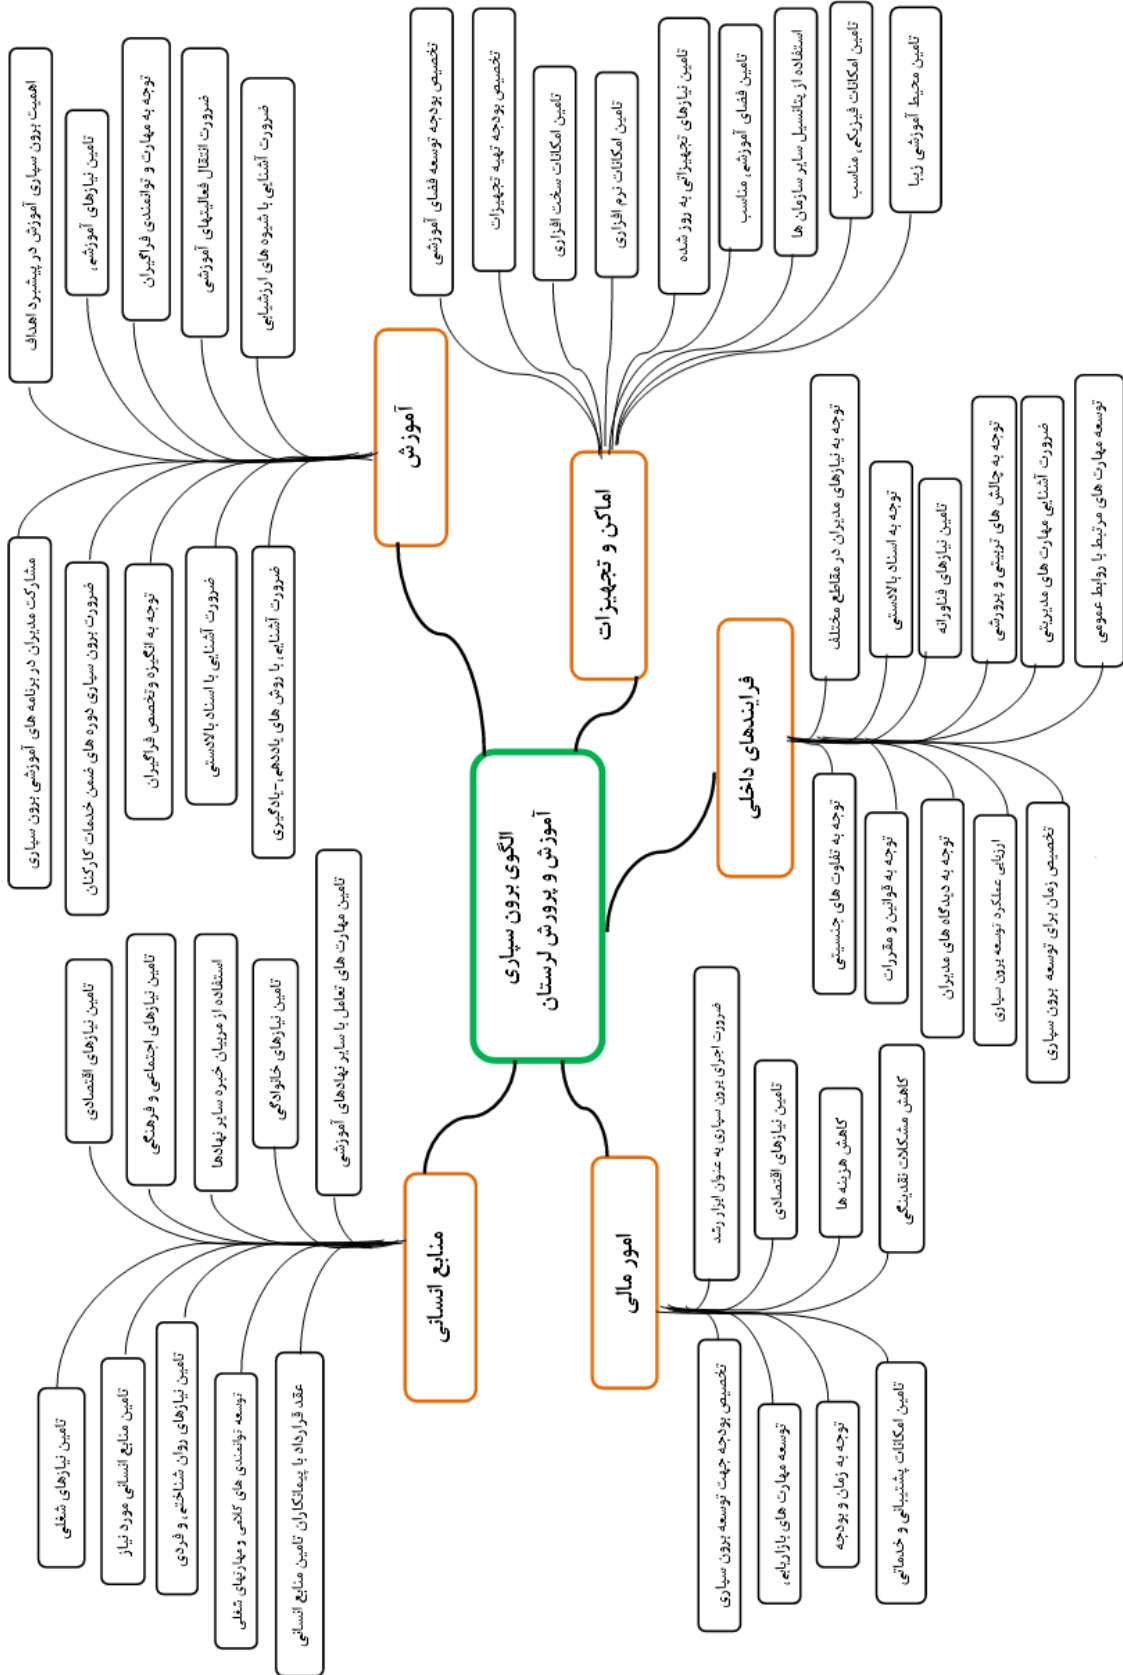 الگوی برون سپاری
آموزش و پرورش لرستان
آموزش
ضرورت آشنایی با شیوه های ارزشیابی
ضرورت انتقال فعالیتهای آموزشی
توجه به مهارت و توانمندی فراگیران
تامین نیازهای آموزشی
اهمیت برون سپاری آموزش در پیشبرد اهداف
ضرورت آشنایی با روش های یاددهی-یادگیری
ضرورت آشنایی با اسناد بالادستی
توجه به انگیزه وتخصص فراگیران
ضرورت برون سپاری دوره های ضمن خدمات کارکنان
مشارکت مدیران در برنامه های آموزشی برون سپاری
اماکن و تجهیزات
تخصیص بودجه توسعه فضای آموزشی
تخصیص بودجه تهیه تجهیزات
تامین امکانات سخت افزاری
تامین امکانات نرم افزاری
تامین نیازهای تجهیزاتی به روز شده
تامین فضای آموزشی مناسب
استفاده از پتانسیل سایر سازمان ها
تامین امکانات فیزیکی مناسب
تامین محیط آموزشی زیبا
فرایندهای داخلی
توجه به نیازهای مدیران در مقاطع مختلف
توجه به اسناد بالادستی
تامین نیازهای فناورانه
توجه به چالش های تربیتی و پرورشی
ضرورت آشنایی مهارت های مدیریتی
توسعه مهارت های مرتبط با روابط عمومی
توجه به تفاوت های جنسیتی
توجه به قوانین و مقررات
توجه به دیدگاه های مدیران
ارزیابی عملکرد توسعه برون سپاری
تخصیص زمان برای توسعه برون سپاری
منابع انسانی
تامین مهارت های تعامل با سایر نهادهای آموزشی
تامین نیازهای خانوادگی
استفاده از مربیان خبره سایر نهادها
تامین نیازهای اجتماعی و فرهنگی
تامین نیازهای اقتصادی
عقد قرارداد با پیمانکاران تامین منابع انسانی
توسعه توانمندی های کلامی و مهارتهای شغلی
تامین نیازهای روان شناختی و فردی
تامین منابع انسانی مورد نیاز
تامین نیازهای شغلی
امور مالی
ضرورت اجرای برون سپاری به عنوان ابزار رشد
تامین نیازهای اقتصادی
کاهش هزینه ها
کاهش مشکلات نقدینگی
تخصیص بودجه جهت توسعه برون سپاری
توسعه مهارت های بازاریابی
توجه به زمان و بودجه
تامین امکانات پشتیبانی و خدماتی